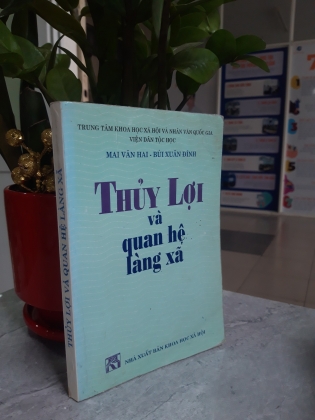 TRUNG TÂM KHOA HỌC XÃ HỘI VÀ NHÂN VĂN QUỐC GIA
VIỆN DÂN TỘC HỌC
MAI VĂN HAI - BÙI XUÂN ĐÍNH
THỦY LỢI
và
quan hệ
làng xã
NHÀ XUẤT BẢN KHOA HỌC XÃ HỘI
THỦY LỢI VÀ QUAN HỆ LÀNG XÃ